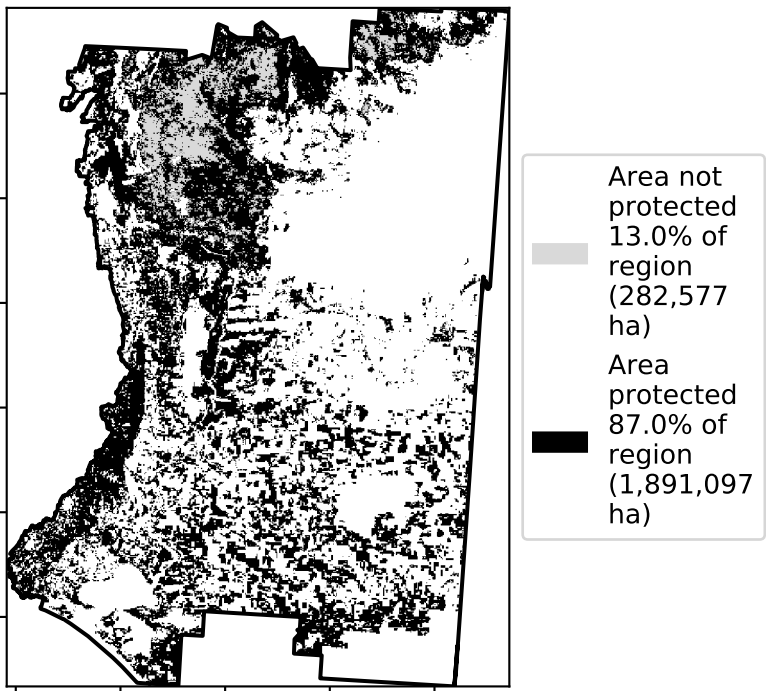 Area not
protected
13.0% of
region
(282,577
ha)
Area
protected
87.0% of
region
(1,891,097
ha)